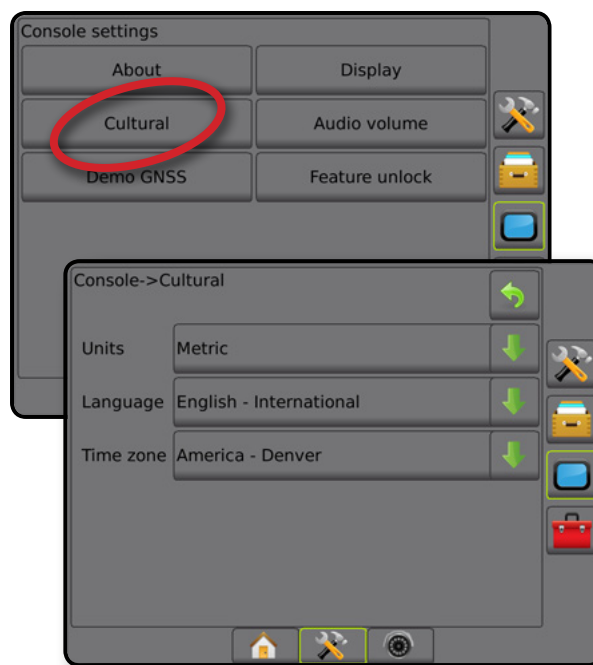 Console settings
About
Display
Cultural
Audio volume
Demo GNSS
Feature unlock
Console->Cultural
Units
Metric
Language
English - International
Time zone
America - Denver